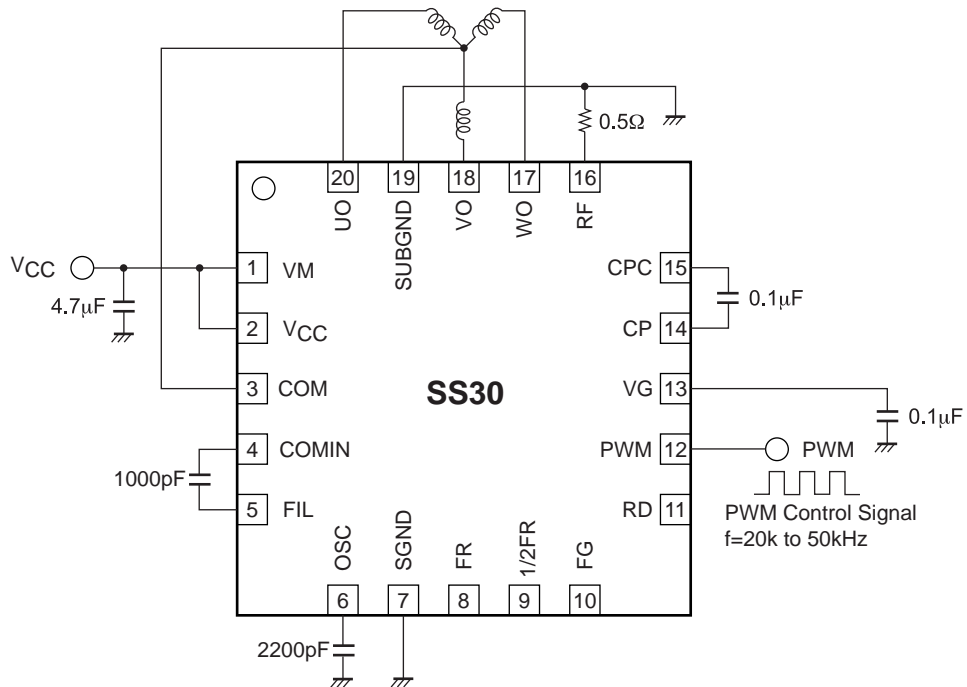 0.5Ω
20 19 18 17 16
UO SUBGND VO WO RF
VCC
4.7μF
1 VM
2 VCC
3 COM
4 COMIN
5 FIL
1000pF
SS30
CPC 15
CP 14
0.1μF
VG 13
0.1μF
PWM 12
PWM
RD 11
PWM Control Signal
f=20k to 50kHz
OSC SGND FR 1/2FR FG
6 7 8 9 10
2200pF